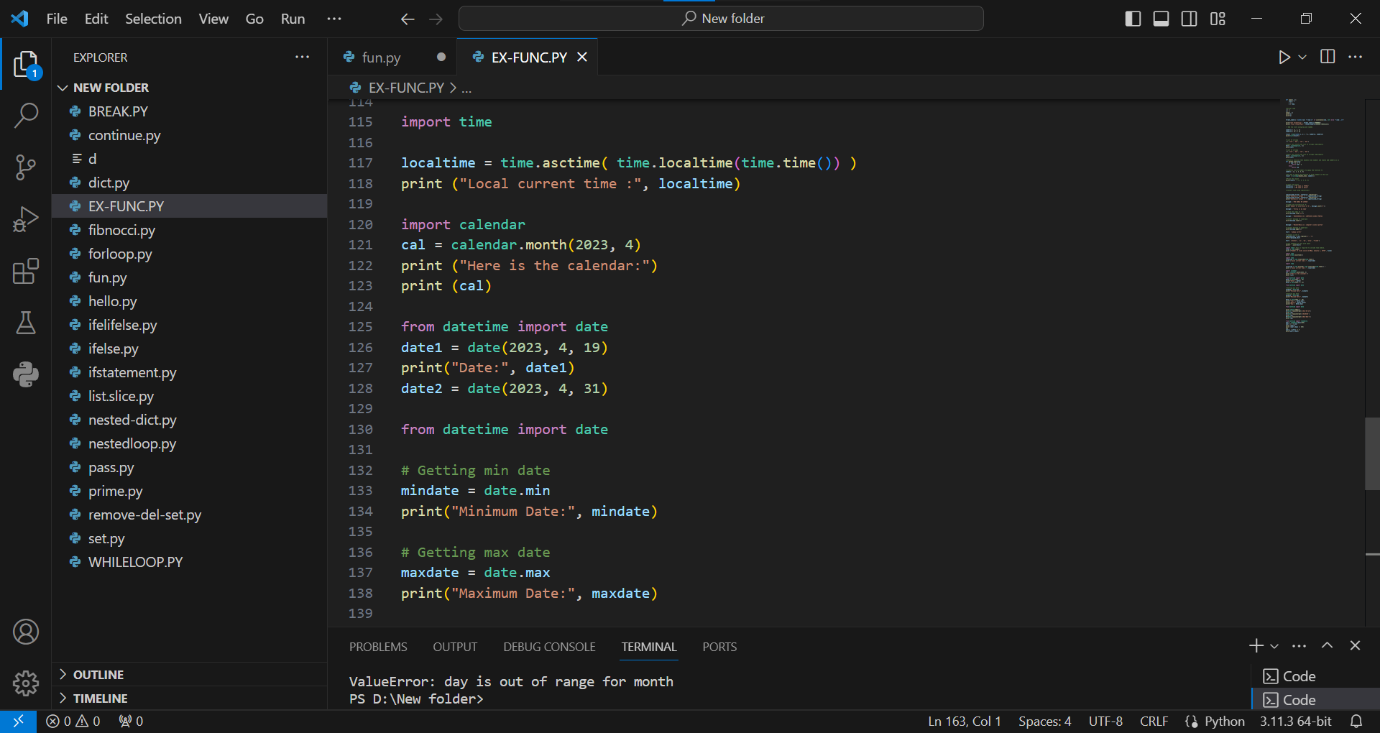 File Edit Selection View Go Run ··· ← → New folder
EXPLORER ···
fun.py ● EX-FUNC.PY ×
1
NEW FOLDER
EX-FUNC.PY > ...
BREAK.PY
continue.py
d
dict.py
EX-FUNC.PY
fibnocci.py
forloop.py
fun.py
hello.py
ifelifelse.py
ifelse.py
ifstatement.py
list.slice.py
nested-dict.py
nestedloop.py
pass.py
prime.py
remove-del-set.py
set.py
WHILELOOP.PY
OUTLINE
TIMELINE
114
115 import time
116
117 localtime = time.asctime( time.localtime(time.time()) )
118 print ("Local current time :", localtime)
119
120 import calendar
121 cal = calendar.month(2023, 4)
122 print ("Here is the calendar:")
123 print (cal)
124
125 from datetime import date
126 date1 = date(2023, 4, 19)
127 print("Date:", date1)
128 date2 = date(2023, 4, 31)
129
130 from datetime import date
131
132 # Getting min date
133 mindate = date.min
134 print("Minimum Date:", mindate)
135
136 # Getting max date
137 maxdate = date.max
138 print("Maximum Date:", maxdate)
139
PROBLEMS OUTPUT DEBUG CONSOLE TERMINAL PORTS
ValueError: day is out of range for month
PS D:\New folder>
Code
Code
0 0 0 Ln 163, Col 1 Spaces: 4 UTF-8 CRLF Python 3.11.3 64-bit